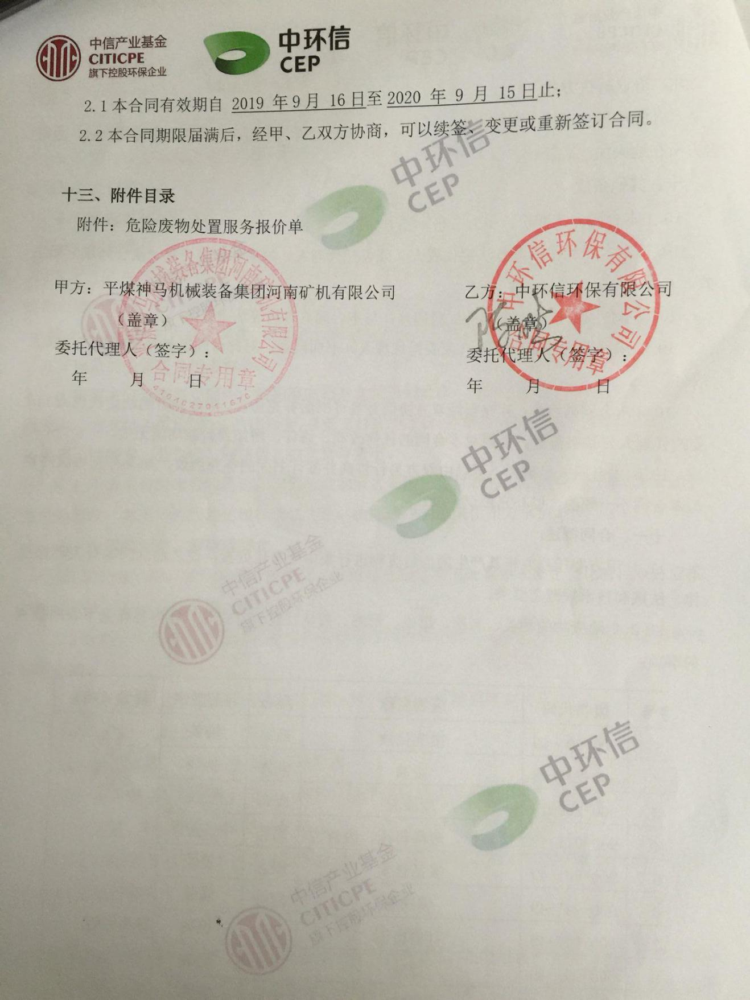 中信产业基金
CITICPE
旗下控股环保企业
中环信
CEP
2.1本合同有效期自 2019 年9月 16日至2020 年 9 月 15日止；
2.2本合同期限届满后，经甲、乙双方协商，可以续签、变更或重新签订合同。
中环信
CEP
十三、附件目录
附件：危险废物处置服务报价单
甲方：平煤神马机械装备集团河南矿机有限公司
（盖章）
委托代理人（签字）：
年 月 日
械装备集团河南矿机有限公司
合同专用章
乙方：中环信环保有限公司
（盖章）
委托代理人（签字）：
年 月 日
中环信环保有限公司
合同专用章
中环信
CEP
中信产业基金
CITICPE
旗下控股环保企业
中环信
CEP
中信产业基金
CITICPE
旗下控股环保企业